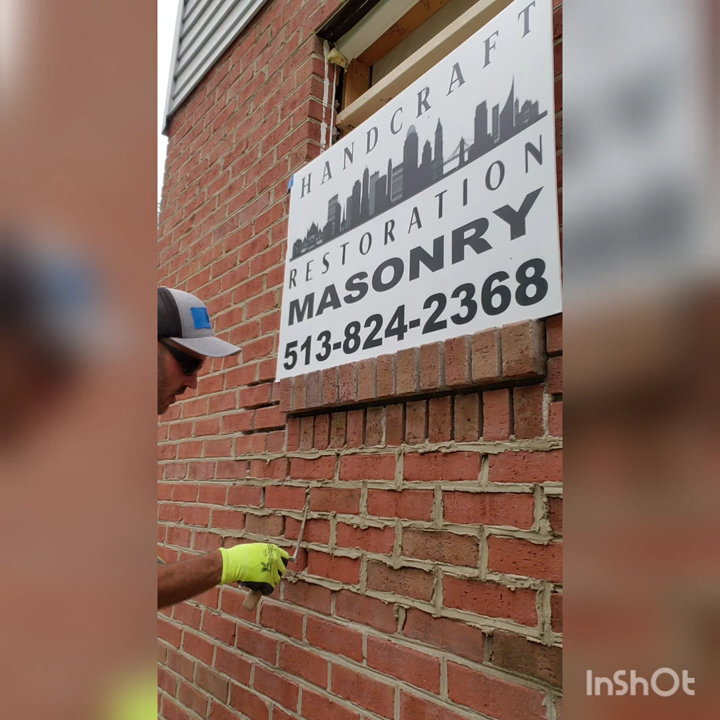 HANDCRAFT
RESTORATION
MASONRY
513-824-2368
InShOt